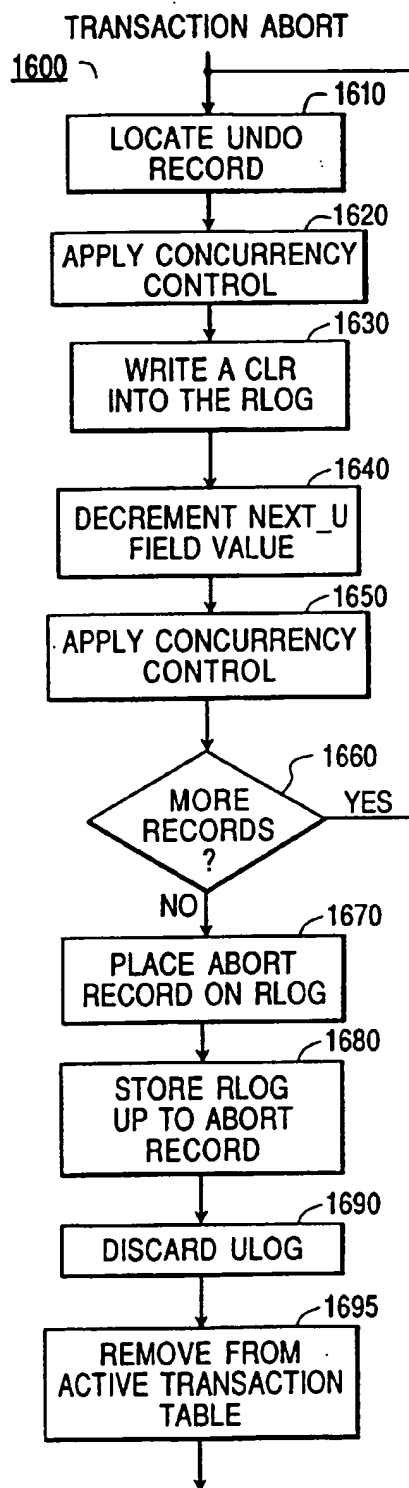 TRANSACTION ABORT
1600
1610
LOCATE UNDO
RECORD
1620
APPLY CONCURRENCY
CONTROL
1630
WRITE A CLR
INTO THE RLOG
1640
DECREMENT NEXT_U
FIELD VALUE
1650
APPLY CONCURRENCY
CONTROL
1660
MORE
RECORDS
?
YES
NO
1670
PLACE ABORT
RECORD ON RLOG
1680
STORE RLOG
UP TO ABORT
RECORD
1690
DISCARD ULOG
1695
REMOVE FROM
ACTIVE TRANSACTION
TABLE